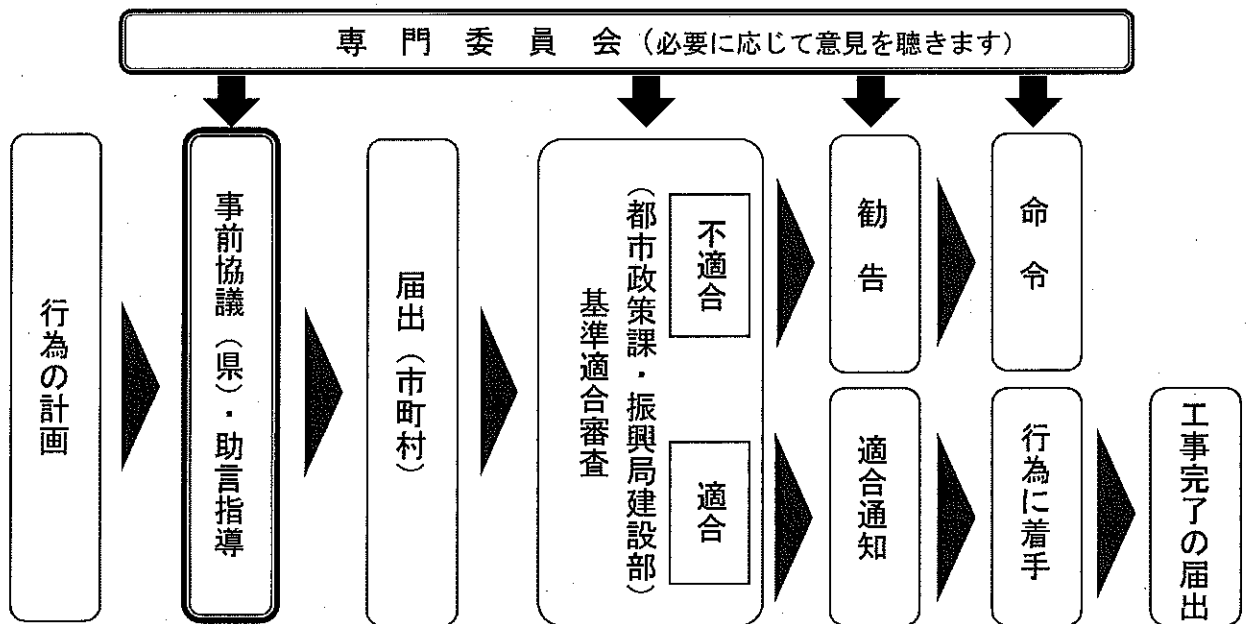 専門委員会（必要に応じて意見を聴きます）
行為の計画
事前協議（県）・助言指導
届出（市町村）
基準適合審査
（都市政策課・振興局建設部）
不適合
適合
勧告
命令
適合通知
行為に着手
工事完了の届出